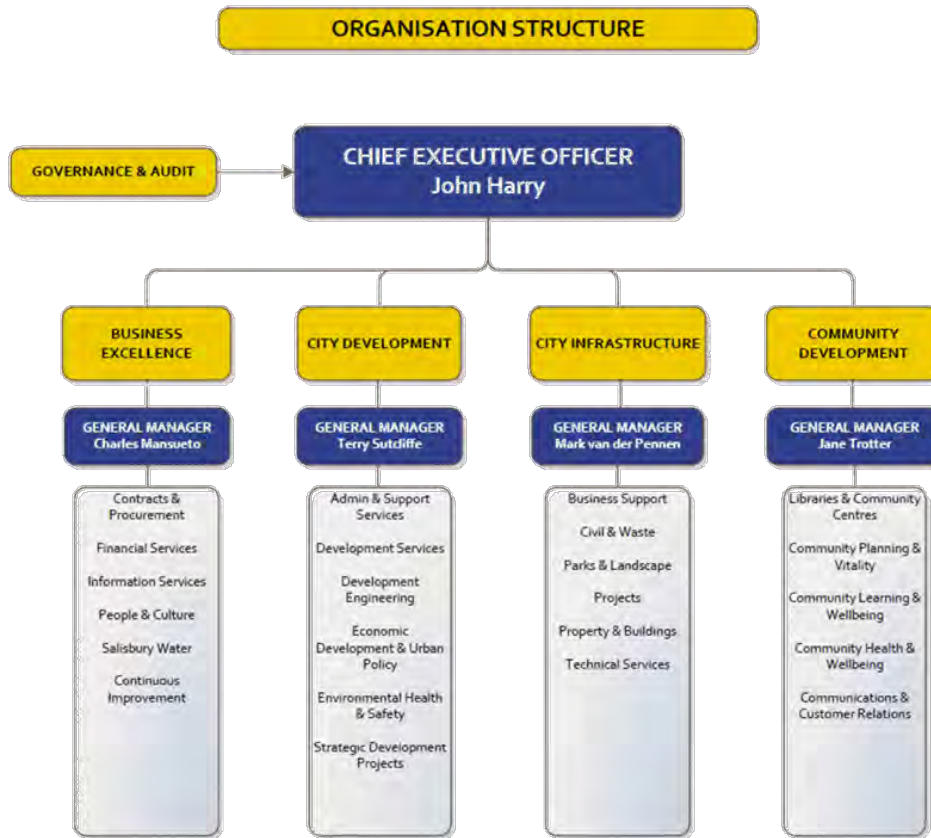 ORGANISATION STRUCTURE
CHIEF EXECUTIVE OFFICER
John Harry
GOVERNANCE & AUDIT
BUSINESS
EXCELLENCE
GENERAL MANAGER
Charles Mansueto
Contracts &
Procurement
Financial Services
Information Services
People & Culture
Salisbury Water
Continuous
Improvement
CITY DEVELOPMENT
GENERAL MANAGER
Terry Sutcliffe
Admin & Support
Services
Development Services
Development
Engineering
Economic
Development & Urban
Policy
Environmental Health
& Safety
Strategic Development
Projects
CITY INFRASTRUCTURE
GENERAL MANAGER
Mark van der Pennen
Business Support
Civil & Waste
Parks & Landscape
Projects
Property & Buildings
Technical Services
COMMUNITY
DEVELOPMENT
GENERAL MANAGER
Jane Trotter
Libraries & Community
Centres
Community Planning &
Vitality
Community Learning &
Wellbeing
Community Health &
Wellbeing
Communications &
Customer Relations